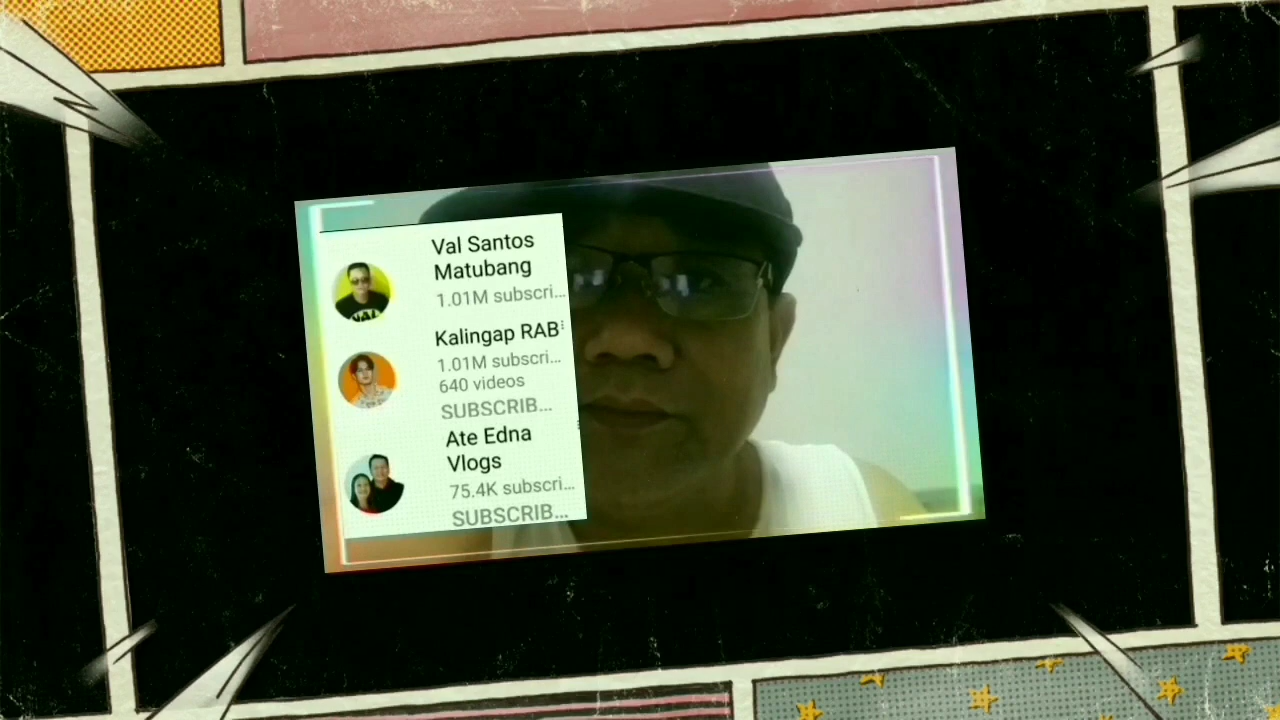 Val Santos
Matubang
1.01M subscri...
Kalingap RAB
1.01M subscri...
640 videos
SUBSCRIB...
Ate Edna
Vlogs
75.4K subscri...
SUBSCRIB...